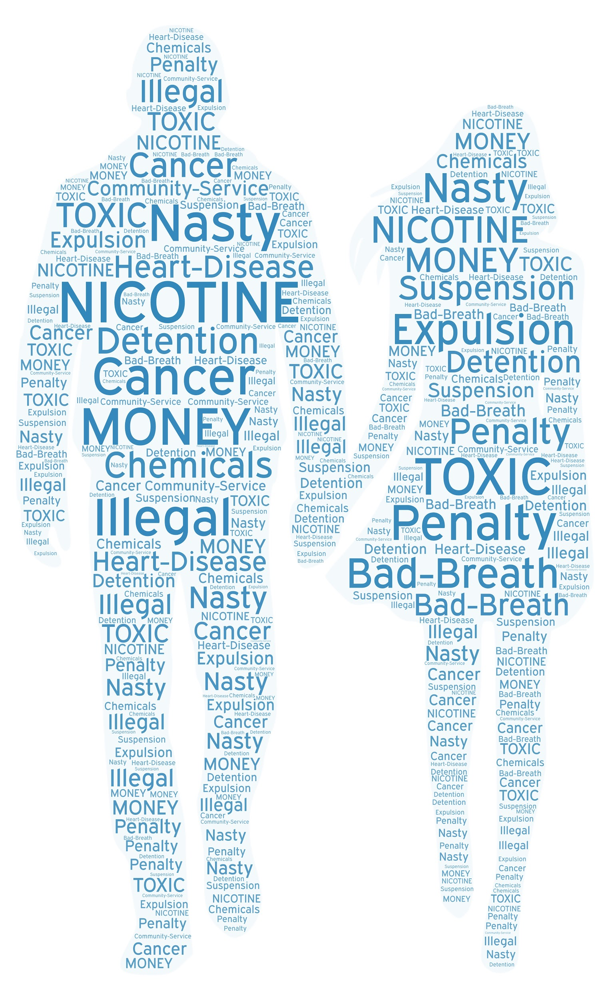 NICOTINE
Heart-Disease
Chemicals
NICOTINE
Penalty
NICOTINE Community-Service
Illegal
Heart-Disease Expulsion
TOXIC
NICOTINE
Detention
Nasty NICOTINE Bad-Breath Bad-Breath
MONEY Cancer Chemicals
MONEY MONEY
NICOTINE Bad-Breath Cancer
MONEY Community-Service Penalty
TOXIC Bad-Breath Chemicals Chemicals Suspension TOXIC
Suspension Bad-Breath
TOXIC Nasty Cancer
Cancer
Bad-Breath Detention TOXIC
Expulsion NICOTINE Expulsion
Chemicals Community-Service Community-Service
Heart-Disease Bad-Breath Illegal Community-Service
NICOTINE Heart-Disease
Penalty Illegal
Suspension NICOTINE Bad-Breath Heart-Disease
Nasty Chemicals
Illegal Detention
Detention Expulsion
Heart-Disease Cancer Suspension Community-Service Cancer NICOTINE
Cancer Detention Cancer
TOXIC Illegal MONEY
MONEY Bad-Breath Heart-Disease Bad-Breath
Community-Service Cancer TOXIC Penalty TOXIC
Penalty Chemicals Illegal Community-Service
TOXIC Cancer Nasty
Illegal Community-Service Community-Service
Expulsion MONEY Nasty Chemicals
Suspension Penalty Nasty Illegal
Nasty Illegal Illegal NICOTINE
Heart-Disease MONEY NICOTINE Heart-Disease Expulsion NICOTINE
Bad-Breath Suspension Detention MONEY Illegal
Bad-Breath MONEY
Expulsion Nasty Chemicals Chemicals
Expulsion Suspension
Illegal Cancer Community-Service Chemicals
Detention Detention
Penalty Suspension Nasty TOXIC Expulsion
TOXIC Illegal Suspension Chemicals
Expulsion Nasty Detention
Nasty TOXIC NICOTINE
Illegal Chemicals MONEY Heart-Disease
Suspension
Expulsion Community-Service Expulsion
Heart-Disease Bad-Breath
Heart-Disease Cancer
Detention Chemicals
Chemicals Detention Expulsion
Illegal Nasty
Detention MONEY NICOTINE TOXIC
TOXIC Cancer
Community-Service
NICOTINE Heart-Disease
Chemicals Expulsion
Penalty Community-Service
Illegal MONEY
Nasty Nasty
Heart-Disease Chemicals MONEY
Chemicals Expulsion
Chemicals Heart-Disease
Illegal Cancer
Suspension Bad-Breath Detention
Suspension Nasty
Expulsion Detention
Nasty Heart-Disease MONEY
Suspension
Illegal Detention
MONEY MONEY Expulsion
MONEY
MONEY Illegal
Heart-Disease Cancer
Penalty Community-Service
Bad-Breath Nasty
Penalty Penalty
Detention Chemicals
Penalty Nasty
Suspension Detention
TOXIC Suspension
Community-Service
Expulsion NICOTINE
NICOTINE Chemicals
Penalty Penalty
Community-Service Penalty
Cancer
MONEY
Bad-Breath
Heart-Disease
NICOTINE
MONEY
Heart-Disease TOXIC TOXIC
Chemicals
Detention NICOTINE
Expulsion Nasty Illegal
Suspension Expulsion
NICOTINE
TOXIC Heart-Disease TOXIC TOXIC
Suspension
NICOTINE Bad-Breath
Expulsion
Nasty Suspension
Cancer MONEY TOXIC
Chemicals Heart-Disease Detention
Suspension
Heart-Disease Community-Service Bad-Breath
Bad-Breath Cancer Bad-Breath
Expulsion
MONEY Expulsion NICOTINE Penalty
Nasty Detention
TOXIC TOXIC
Penalty Chemicals Detention Penalty
Chemicals
Community-Service Suspension Community-Service
Cancer Heart-Disease Community-Service Nasty
TOXIC Bad-Breath Penalty
Cancer MONEY Community-Service Chemicals
Bad-Breath Penalty
Penalty Nasty
MONEY NICOTINE Community-Service TOXIC
Suspension Heart-Disease Community-Service Heart-Disease
Heart-Disease
Suspension TOXIC Suspension
Illegal Expulsion
MONEY Illegal
Expulsion Expulsion Bad-Breath Cancer
Bad-Breath Detention
Penalty Penalty Suspension
Cancer
Nasty TOXIC
Community-Service Illegal Illegal
Detention Heart-Disease Illegal
Detention Community-Service
Bad-Breath Heart-Disease
Community-Service
Penalty Nasty
Expulsion
Suspension Nasty NICOTINE Bad-Breath
Illegal Bad-Breath
Heart-Disease Suspension
Illegal Penalty
Detention
Nasty Bad-Breath
Community-Service NICOTINE
Cancer Detention
Suspension MONEY
NICOTINE Bad-Breath
Cancer Penalty
NICOTINE Chemicals
Community-Service
Cancer Cancer
Nasty Bad-Breath
TOXIC
Cancer Chemicals
Heart-Disease
Detention Bad-Breath
NICOTINE Cancer
Cancer
Detention TOXIC
Detention Suspension
Expulsion MONEY
Penalty Expulsion
Nasty Illegal
Penalty Illegal
Nasty Expulsion
Suspension Cancer
MONEY Penalty
NICOTINE Chemicals
Suspension Chemicals
MONEY TOXIC
NICOTINE
Penalty
Penalty
Community-Service
Illegal
Nasty
Detention